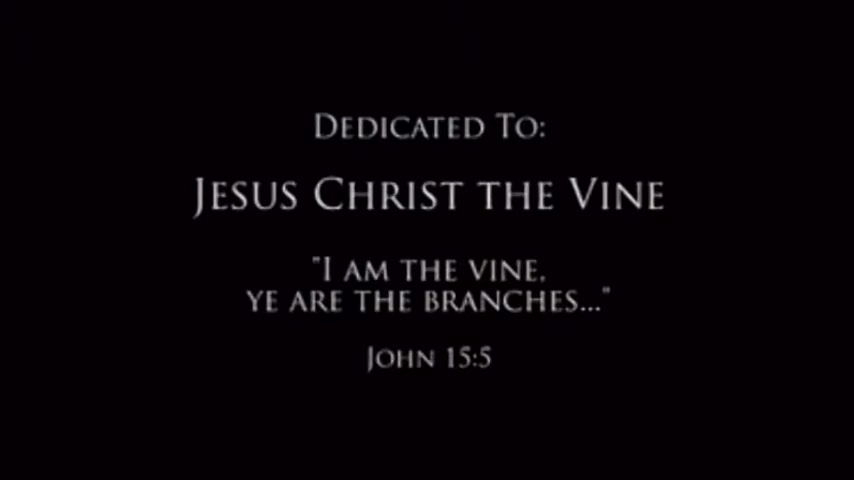 DEDICATED TO:
JESUS CHRIST THE VINE
"I AM THE VINE,
YE ARE THE BRANCHES..."
JOHN 15:5